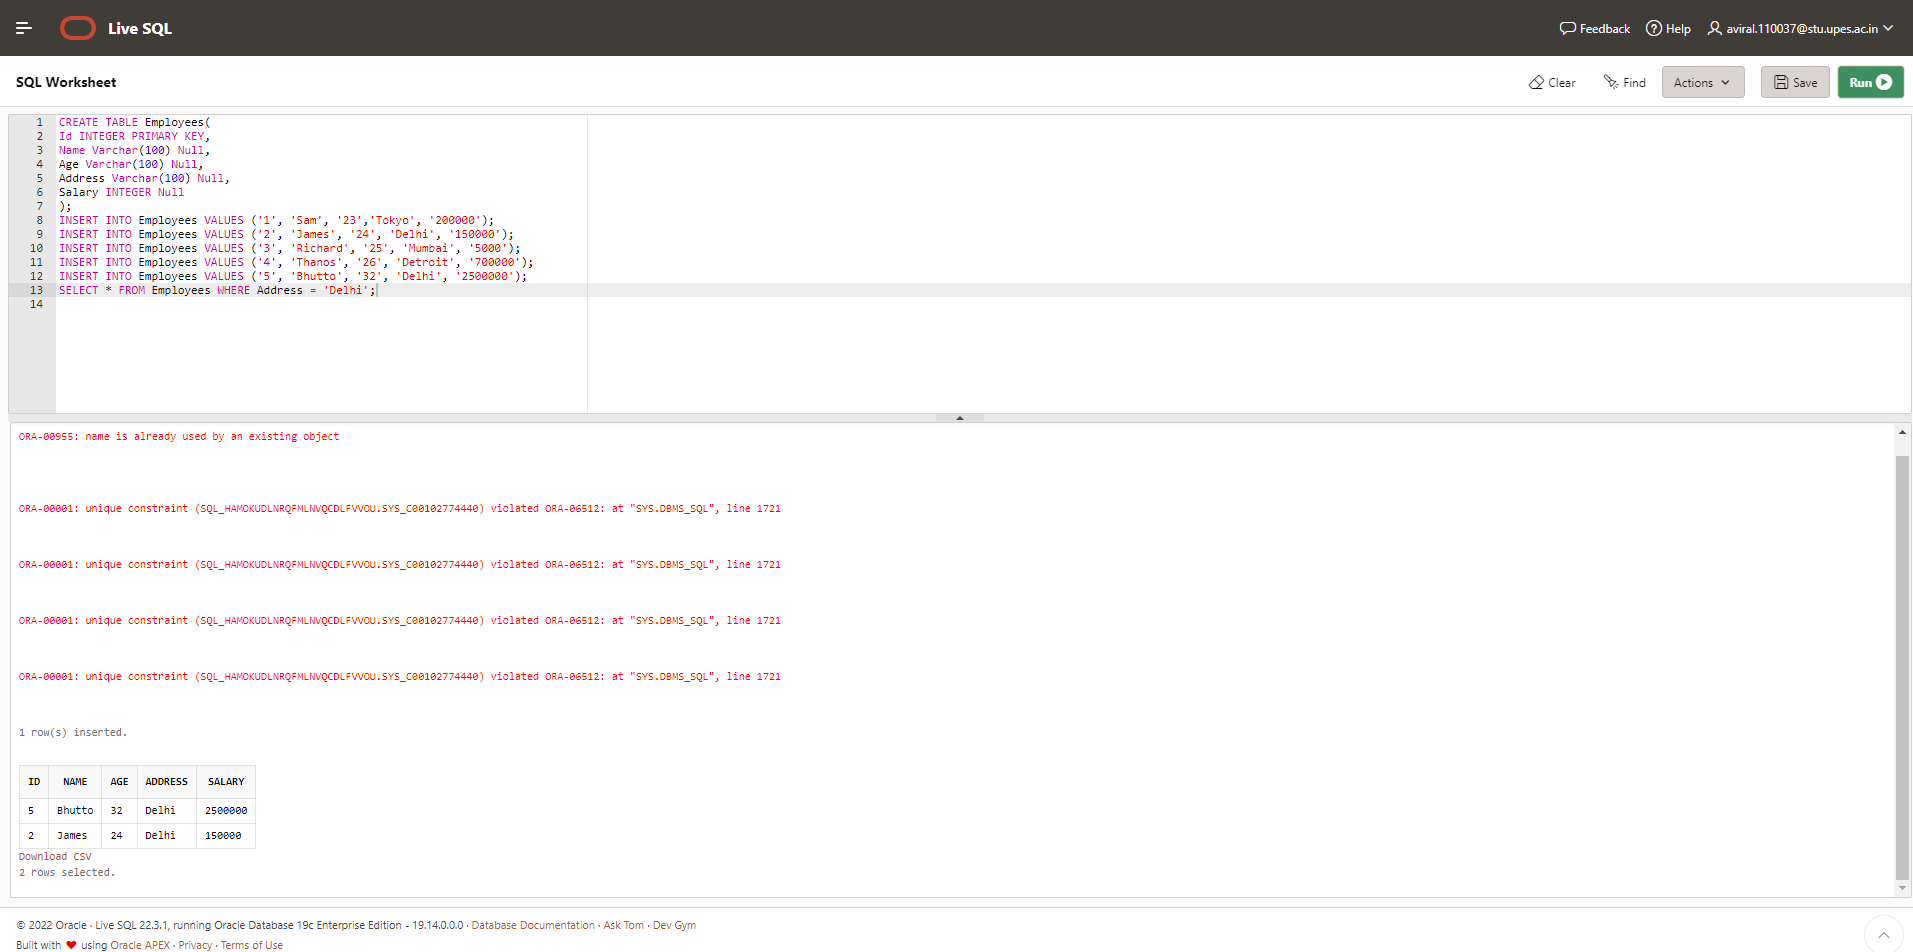 Live SQL
Feedback Help aviral.110037@stu.upes.ac.in
SQL Worksheet
Clear Find Actions Save Run
1 CREATE TABLE Employees(
2 Id INTEGER PRIMARY KEY,
3 Name Varchar(100) Null,
4 Age Varchar(100) Null,
5 Address Varchar(100) Null,
6 Salary INTEGER Null
7 );
8 INSERT INTO Employees VALUES ('1', 'Sam', '23','Tokyo', '200000');
9 INSERT INTO Employees VALUES ('2', 'James', '24', 'Delhi', '150000');
10 INSERT INTO Employees VALUES ('3', 'Richard', '25', 'Mumbai', '5000');
11 INSERT INTO Employees VALUES ('4', 'Thanos', '26', 'Detroit', '700000');
12 INSERT INTO Employees VALUES ('5', 'Bhutto', '32', 'Delhi', '2500000');
13 SELECT * FROM Employees WHERE Address = 'Delhi';
14
ORA-00955: name is already used by an existing object
ORA-00001: unique constraint (SQL_HAMOKUDLNRQFMLNVQCDLFVVOU.SYS_C00102774440) violated ORA-06512: at "SYS.DBMS_SQL", line 1721
ORA-00001: unique constraint (SQL_HAMOKUDLNRQFMLNVQCDLFVVOU.SYS_C00102774440) violated ORA-06512: at "SYS.DBMS_SQL", line 1721
ORA-00001: unique constraint (SQL_HAMOKUDLNRQFMLNVQCDLFVVOU.SYS_C00102774440) violated ORA-06512: at "SYS.DBMS_SQL", line 1721
ORA-00001: unique constraint (SQL_HAMOKUDLNRQFMLNVQCDLFVVOU.SYS_C00102774440) violated ORA-06512: at "SYS.DBMS_SQL", line 1721
1 row(s) inserted.
ID NAME AGE ADDRESS SALARY
5 Bhutto 32 Delhi 2500000
2 James 24 Delhi 150000
Download CSV
2 rows selected.
© 2022 Oracle · Live SQL 22.3.1, running Oracle Database 19c Enterprise Edition - 19.14.0.0.0 · Database Documentation · Ask Tom · Dev Gym
Built with ❤ using Oracle APEX · Privacy · Terms of Use